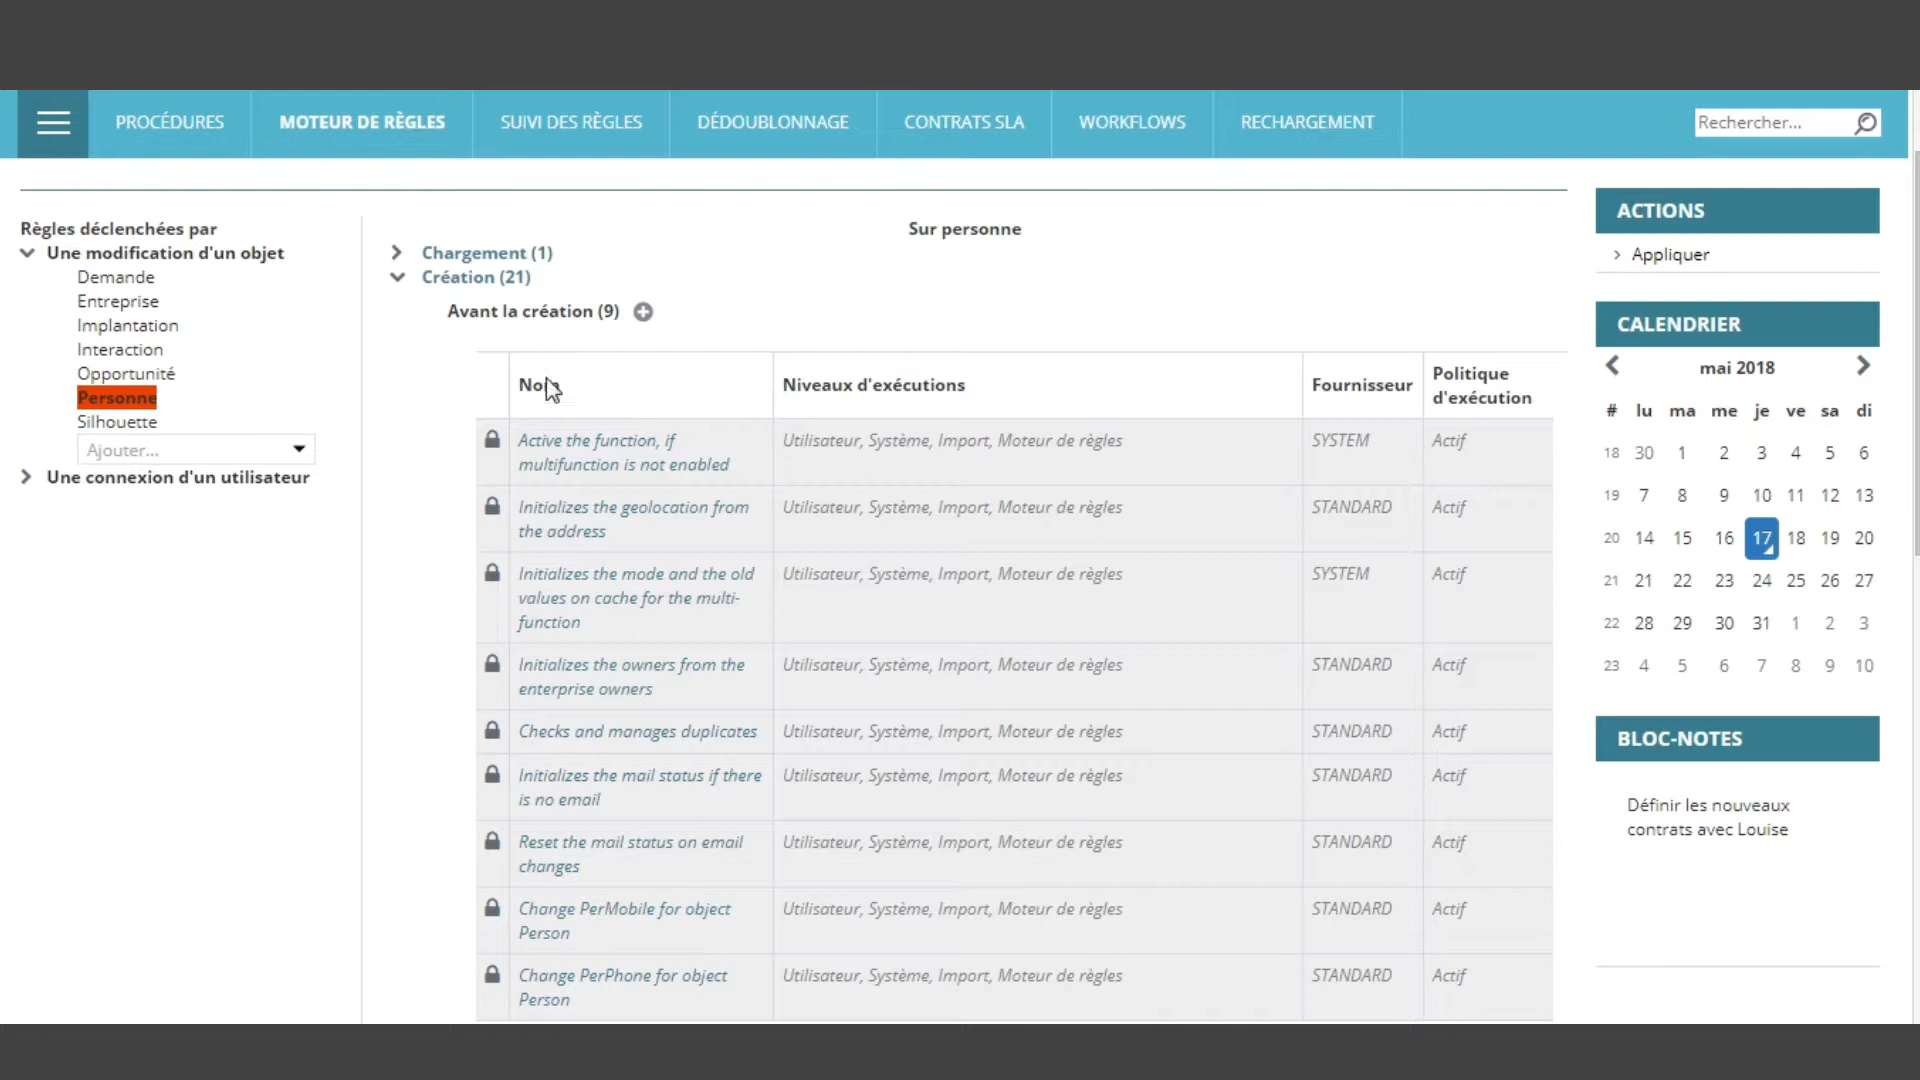 PROCÉDURES
MOTEUR DE RÈGLES
SUIVI DES RÈGLES
DÉDOUBLONNAGE
CONTRATS SLA
WORKFLOWS
RECHARGEMENT
Rechercher...
Règles déclenchées par
Une modification d'un objet
Demande
Entreprise
Implantation
Interaction
Opportunité
Personne
Silhouette
Ajouter...
Une connexion d'un utilisateur
Sur personne
Chargement (1)
Création (21)
Avant la création (9)
Niveaux d'exécutions
Fournisseur
Politique
d'exécution
Active the function, if
multifunction is not enabled
Utilisateur, Système, Import, Moteur de règles
SYSTEM
Actif
Initializes the geolocation from
the address
Utilisateur, Système, Import, Moteur de règles
STANDARD
Actif
Initializes the mode and the old
values on cache for the multi-
function
Utilisateur, Système, Import, Moteur de règles
SYSTEM
Actif
Initializes the owners from the
enterprise owners
Utilisateur, Système, Import, Moteur de règles
STANDARD
Actif
Checks and manages duplicates
Utilisateur, Système, Import, Moteur de règles
STANDARD
Actif
Initializes the mail status if there
is no email
Utilisateur, Système, Import, Moteur de règles
STANDARD
Actif
Reset the mail status on email
changes
Utilisateur, Système, Import, Moteur de règles
STANDARD
Actif
Change PerMobile for object
Person
Utilisateur, Système, Import, Moteur de règles
STANDARD
Actif
Change PerPhone for object
Person
Utilisateur, Système, Import, Moteur de règles
STANDARD
Actif
ACTIONS
Appliquer
CALENDRIER
mai 2018
# lu ma me je ve sa di
18 30 1 2 3 4 5 6
19 7 8 9 10 11 12 13
20 14 15 16 17 18 19 20
21 21 22 23 24 25 26 27
22 28 29 30 31 1 2 3
23 4 5 6 7 8 9 10
BLOC-NOTES
Définir les nouveaux
contrats avec Louise